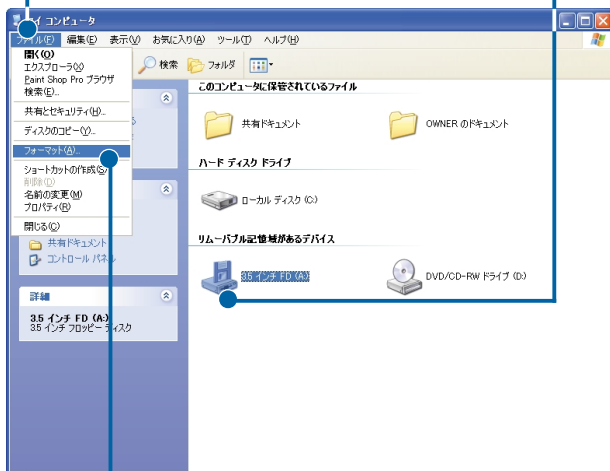 マイ コンピュータ
ファイル(F) 編集(E) 表示(V) お気に入り(A) ツール(T) ヘルプ(H)
検索 フォルダ
開く(O)
エクスプローラ(X)
Paint Shop Pro ブラウザ
検索(E)...
共有とセキュリティ(H)...
ディスクのコピー(Y)...
フォーマット(A)...
ショートカットの作成(S)
削除(D)
名前の変更(M)
プロパティ(R)
閉じる(C)
共有ドキュメント
コントロール パネル
詳細
3.5 インチ FD (A:)
3.5 インチ フロッピー ディスク
このコンピュータに保管されているファイル
共有ドキュメント
OWNER のドキュメント
ハード ディスク ドライブ
ローカル ディスク (C:)
リムーバブル記憶域があるデバイス
3.5 インチ FD (A:)
DVD/CD-RW ドライブ (D:)